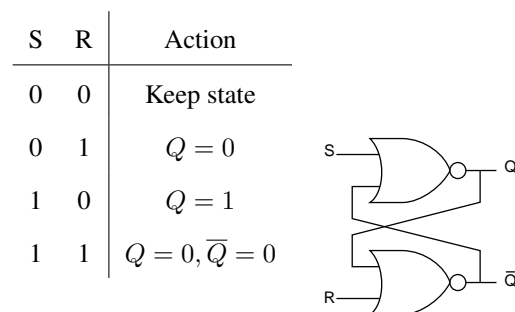 S R Action
0 0 Keep state
0 1 Q = 0
1 0 Q = 1
1 1 Q = 0, Q̅ = 0
S
Q
R
Q̅